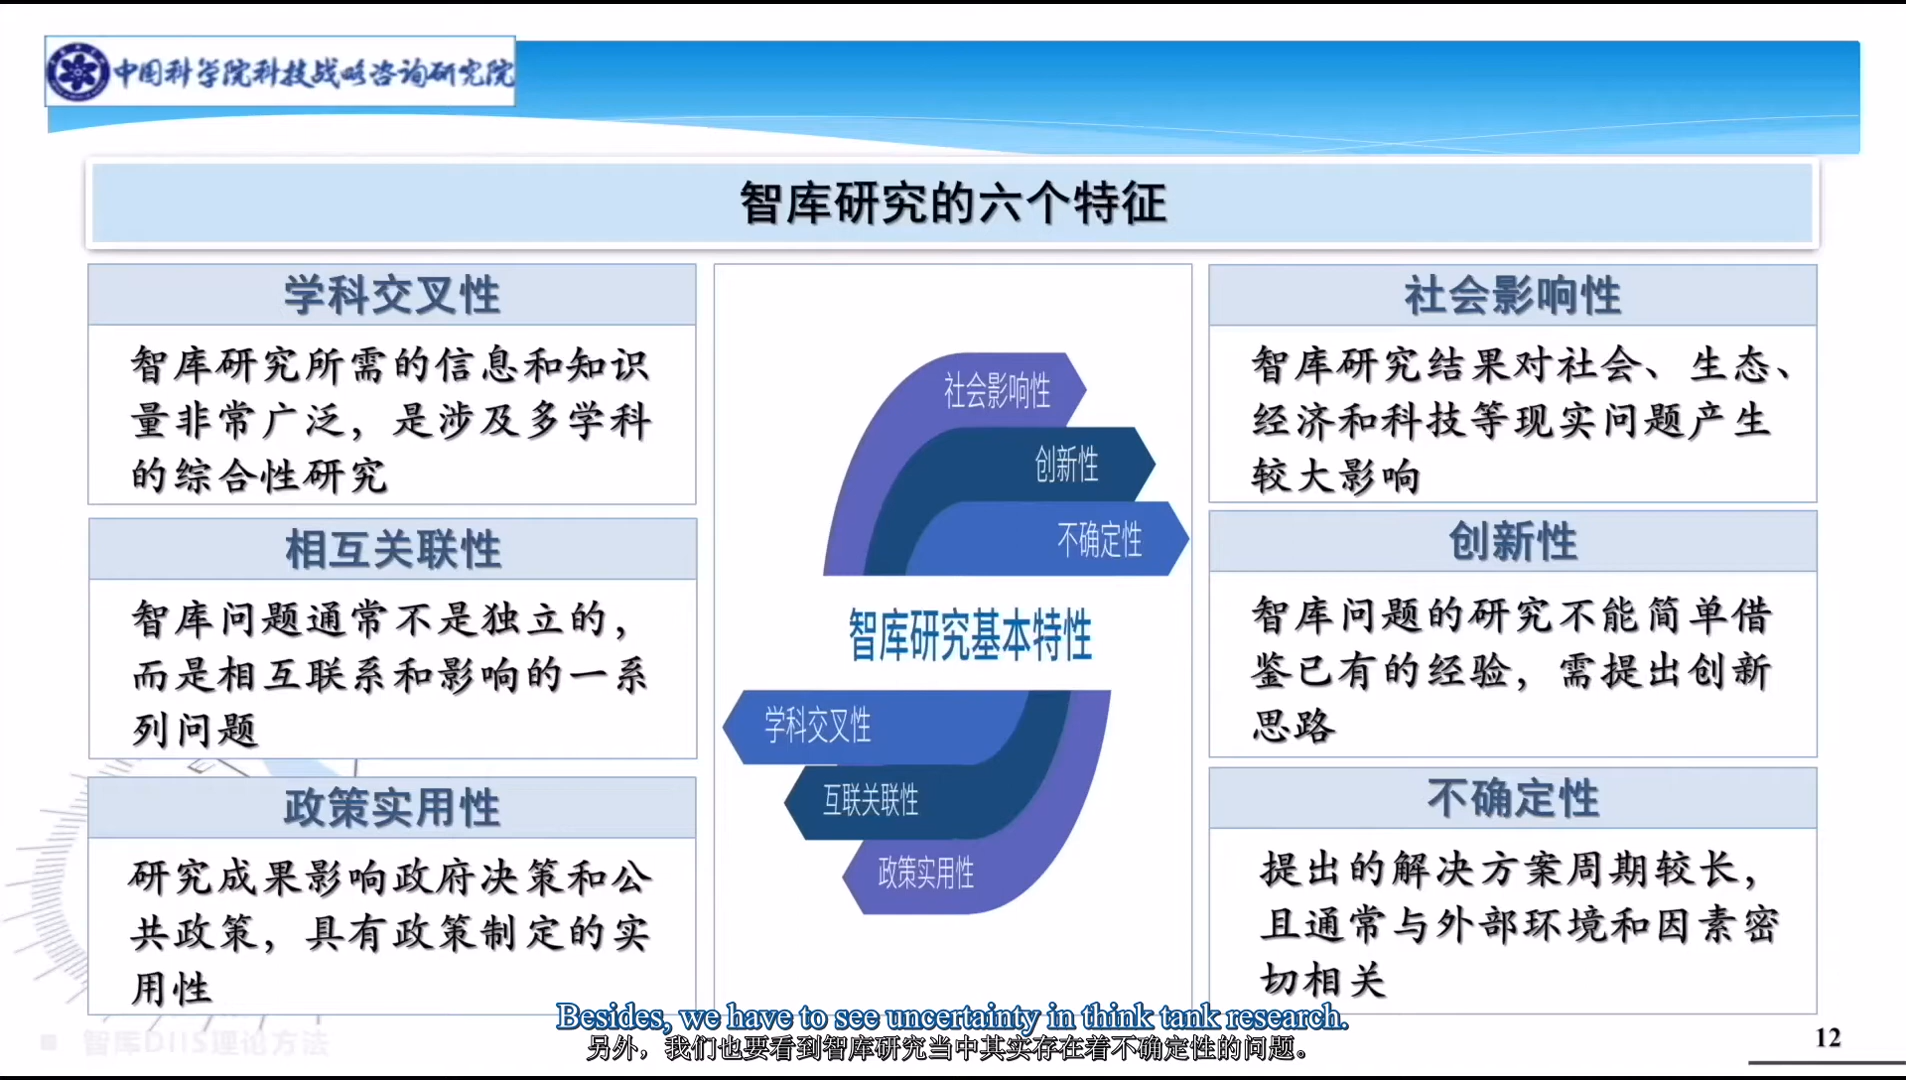 中国科学院科技战略咨询研究院
智库研究的六个特征
学科交叉性
智库研究所需的信息和知识
量非常广泛，是涉及多学科
的综合性研究
相互关联性
智库问题通常不是独立的，
而是相互联系和影响的一系
列问题
政策实用性
研究成果影响政府决策和公
共政策，具有政策制定的实
用性
社会影响性
创新性
不确定性
智库研究基本特性
学科交叉性
互联关联性
政策实用性
社会影响性
智库研究结果对社会、生态、
经济和科技等现实问题产生
较大影响
创新性
智库问题的研究不能简单借
鉴已有的经验，需提出创新
思路
不确定性
提出的解决方案周期较长，
且通常与外部环境和因素密
切相关
Besides, we have to see uncertainty in think tank research.
另外，我们也要看到智库研究当中其实存在着不确定性的问题。
智库DIIS理论方法
12